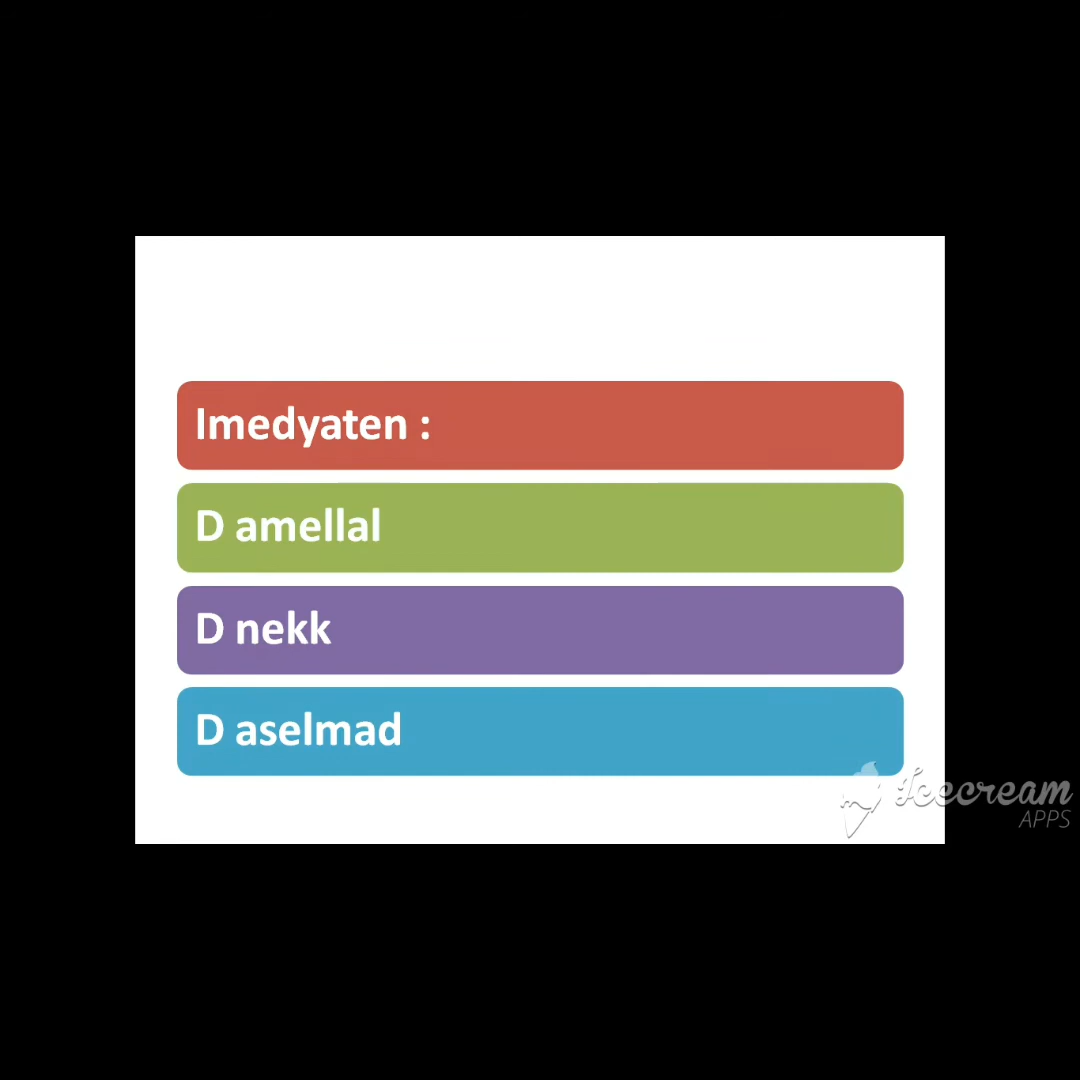 Imedyaten :
D amellal
D nekk
D aselmad
Icecream
APPS